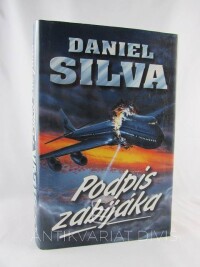 DANIEL
SILVA
Podpis
zabijáka
ANTIKVARIÁT DIVIŠ